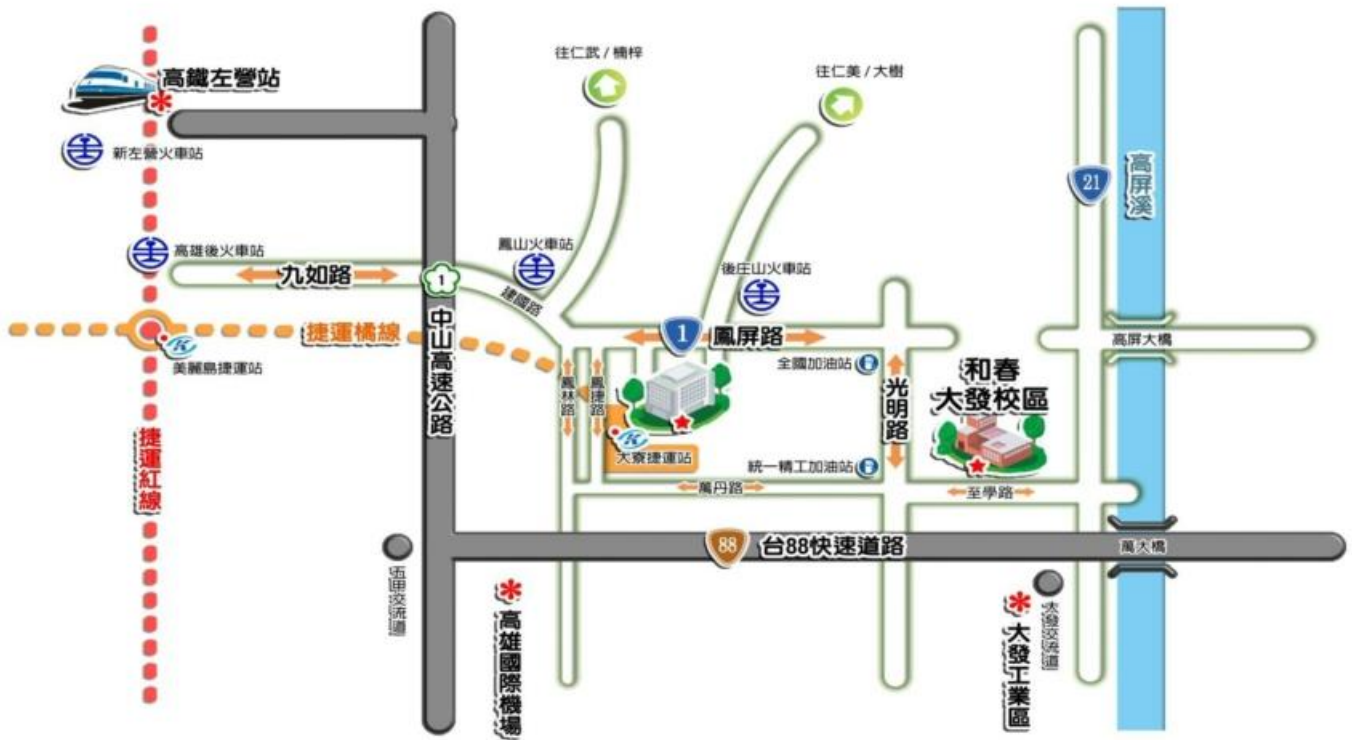 往仁武 / 楠梓
往仁美 / 大樹
高鐵左營站
新左營火車站
21
高屏溪
高雄後火車站
鳳山火車站
後庄山火車站
九如路
1
建國路
中山高速公路
捷運橘線
1
鳳屏路
高屏大橋
美麗島捷運站
全國加油站
和春
大發校區
鳳林路
鳳捷路
光明路
捷運紅線
大寮捷運站
統一精工加油站
萬丹路
至學路
88
台88快速道路
萬大橋
五甲交流道
高雄國際機場
大發工業區
大發交流道